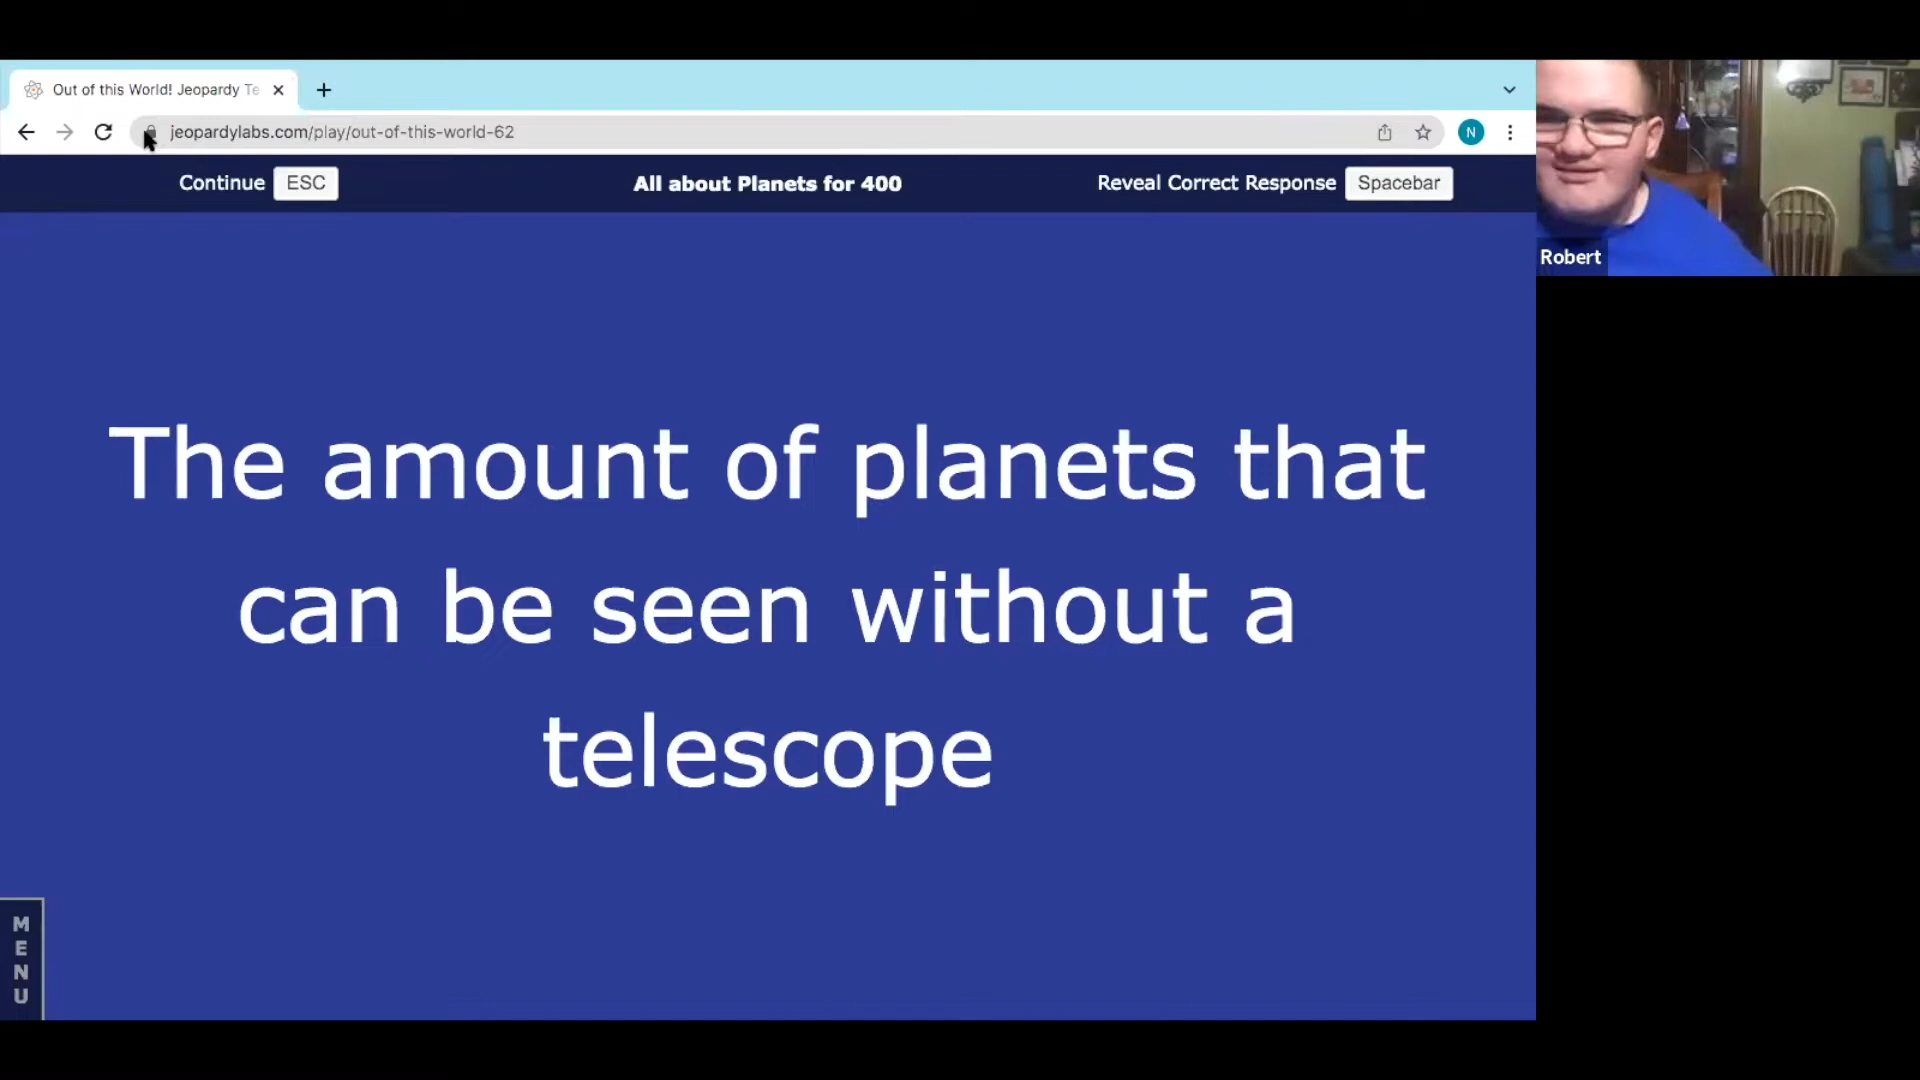 Out of this World! Jeopardy Te
jeopardylabs.com/play/out-of-this-world-62
N
Continue ESC
All about Planets for 400
Reveal Correct Response Spacebar
Robert
The amount of planets that
can be seen without a
telescope
MENU